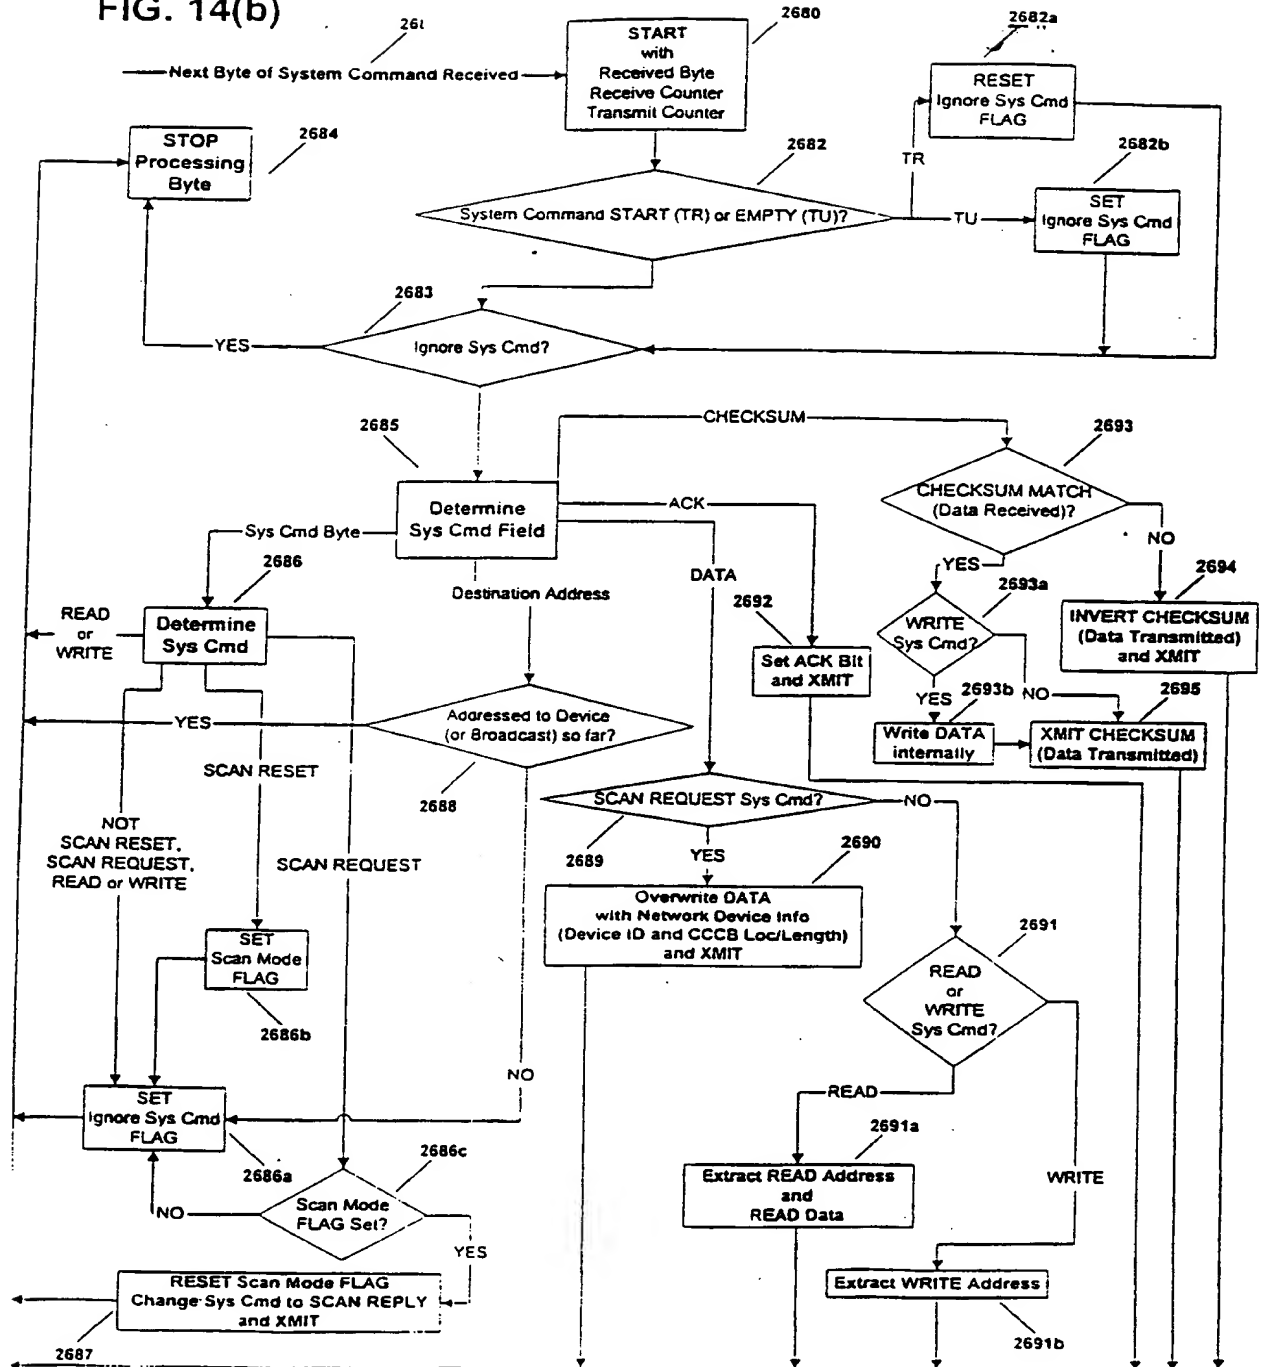 FIG. 14(b)
2680
2682a
START
with
Received Byte
Receive Counter
Transmit Counter
Next Byte of System Command Received
RESET
Ignore Sys Cmd
FLAG
STOP
Processing
Byte
2684
2682
TR
2682b
System Command START (TR) or EMPTY (TU)?
TU
SET
Ignore Sys Cmd
FLAG
2683
YES
Ignore Sys Cmd?
2685
CHECKSUM
2693
Determine
Sys Cmd Field
ACK
CHECKSUM MATCH
(Data Received)?
Sys Cmd Byte
NO
2686
DATA
YES
2694
Destination Address
2692
2693a
READ
or
WRITE
Determine
Sys Cmd
WRITE
Sys Cmd?
INVERT CHECKSUM
(Data Transmitted)
and XMIT
Set ACK Bit
and XMIT
YES
2693b
NO
2695
YES
Addressed to Device
(or Broadcast) so far?
Write DATA
internally
XMIT CHECKSUM
(Data Transmitted)
SCAN RESET
2688
SCAN REQUEST Sys Cmd?
NO
NOT
SCAN RESET,
SCAN REQUEST,
READ or WRITE
SCAN REQUEST
2689
YES
2690
Overwrite DATA
with Network Device Info
(Device ID and CCCB Loc/Length)
and XMIT
SET
Scan Mode
FLAG
2691
READ
or
WRITE
Sys Cmd?
2686b
NO
SET
Ignore Sys Cmd
FLAG
READ
2686a
2686c
2691a
Extract READ Address
and
READ Data
WRITE
NO
Scan Mode
FLAG Set?
YES
RESET Scan Mode FLAG
Change Sys Cmd to SCAN REPLY
and XMIT
Extract WRITE Address
2687
2691b